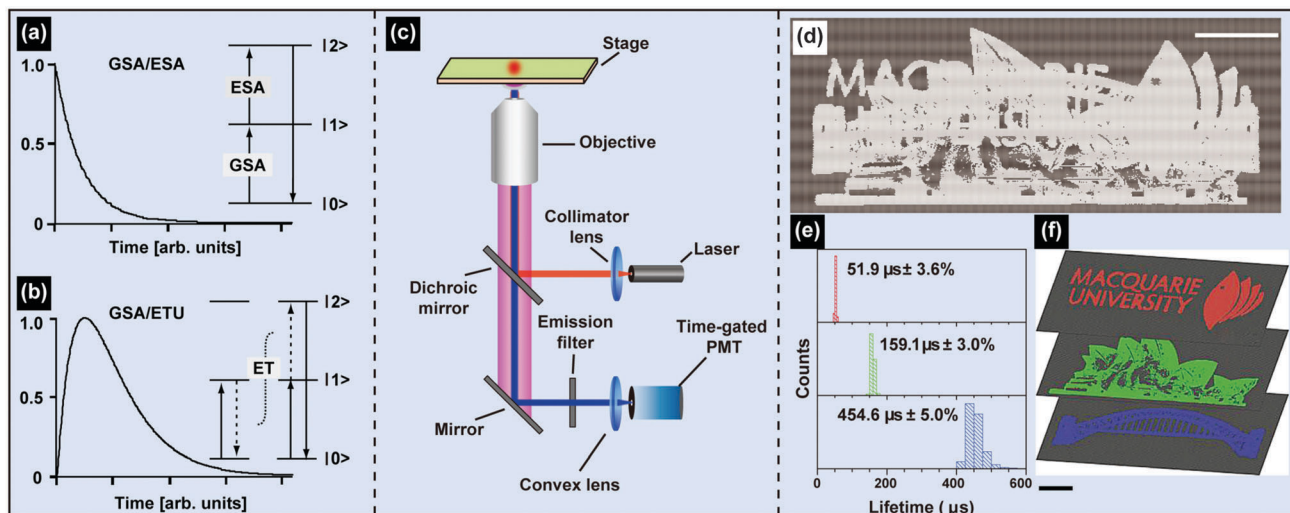 (a)
GSA/ESA
1.0
0.5
0
Time [arb. units]
|2>
ESA
|1>
GSA
|0>
(b)
GSA/ETU
1.0
0.5
0
Time [arb. units]
|2>
ET
|1>
|0>
(c)
Stage
Objective
Collimator
lens
Laser
Dichroic
mirror
Emission
filter
Time-gated
PMT
Mirror
Convex lens
(d)
(e)
51.9 µs± 3.6%
159.1 µs± 3.0%
454.6 µs± 5.0%
Counts
0
200
400
600
Lifetime ( µs)
(f)
MACQUARIE
UNIVERSITY